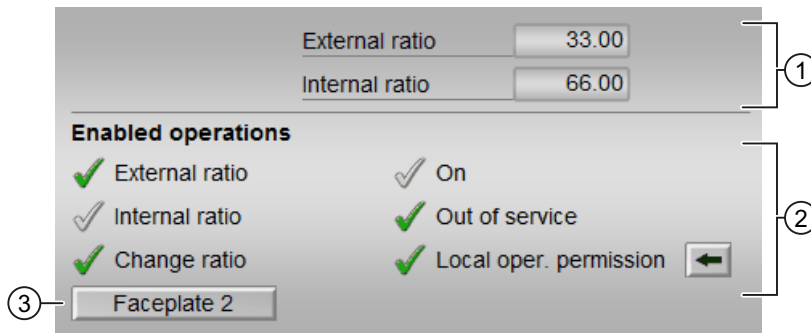 External ratio 33.00
Internal ratio 66.00
1
Enabled operations
External ratio On
Internal ratio Out of service
2
Change ratio Local oper. permission
3 Faceplate 2